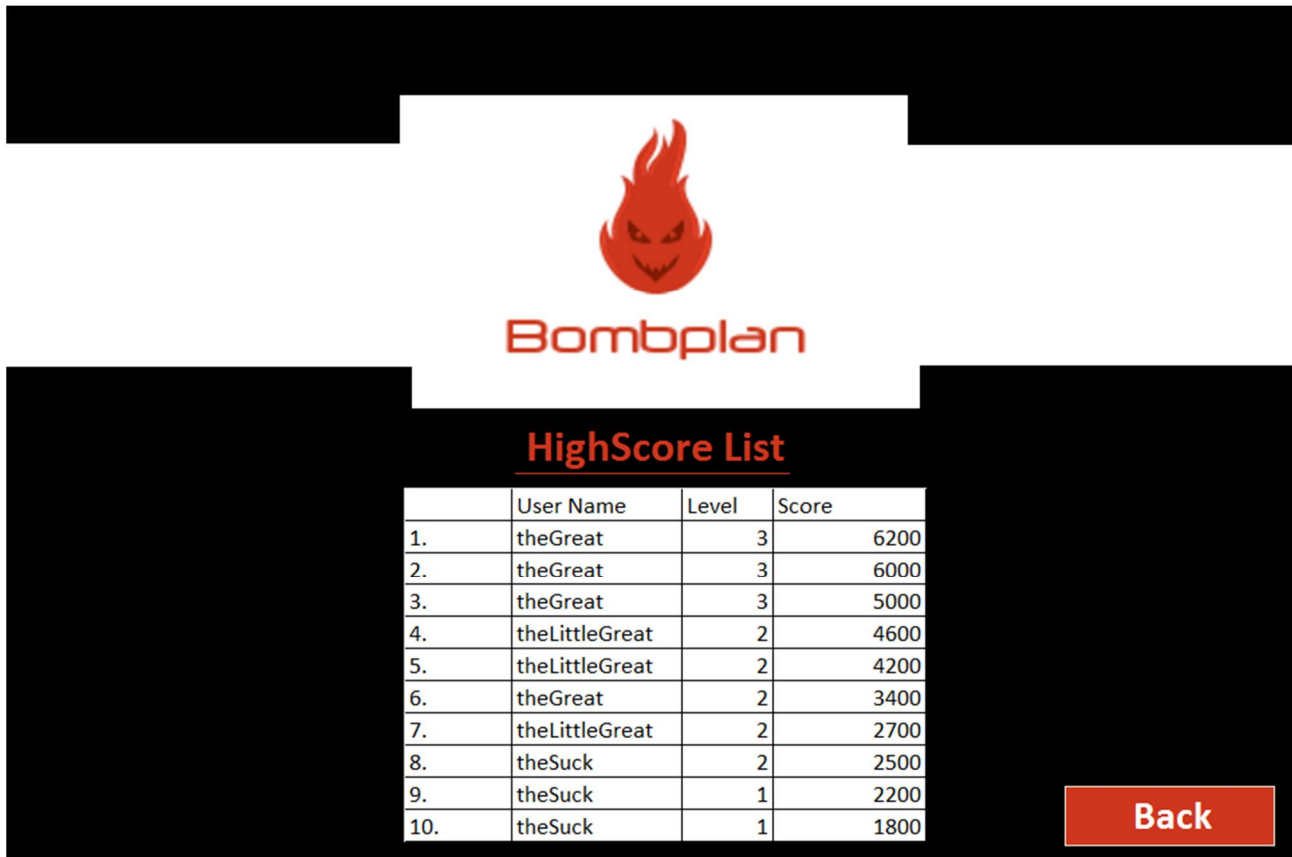 Bombplan
HighScore List
User Name Level Score
1. theGreat 3 6200
2. theGreat 3 6000
3. theGreat 3 5000
4. theLittleGreat 2 4600
5. theLittleGreat 2 4200
6. theGreat 2 3400
7. theLittleGreat 2 2700
8. theSuck 2 2500
9. theSuck 1 2200
10. theSuck 1 1800
Back